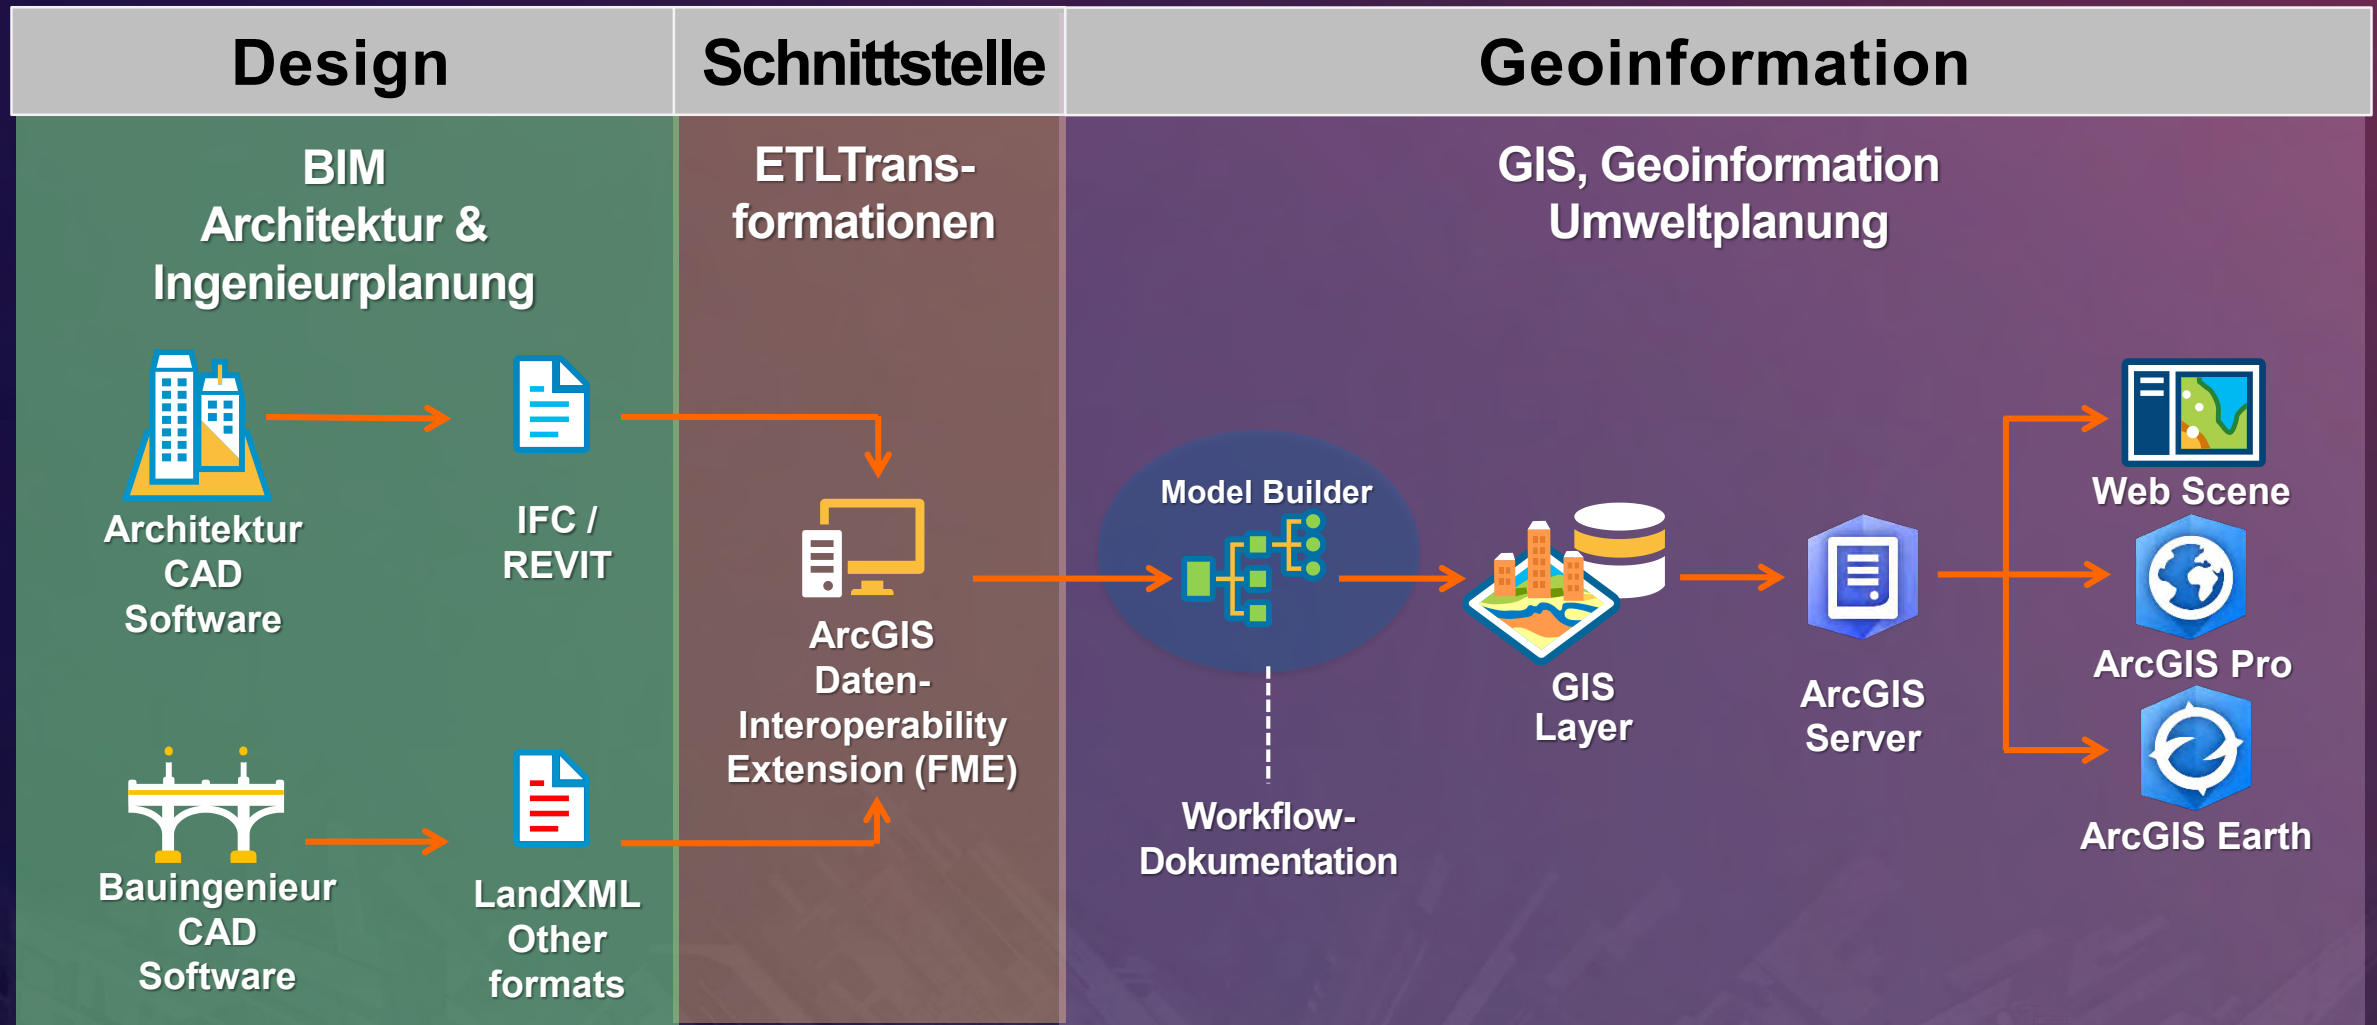 Design
Schnittstelle
Geoinformation
BIM
Architektur &
Ingenieurplanung
ETLTrans-
formationen
GIS, Geoinformation
Umweltplanung
Architektur
CAD
Software
IFC /
REVIT
Bauingenieur
CAD
Software
LandXML
Other
formats
ArcGIS
Daten-
Interoperability
Extension (FME)
Model Builder
Workflow-
Dokumentation
GIS
Layer
ArcGIS
Server
Web Scene
ArcGIS Pro
ArcGIS Earth